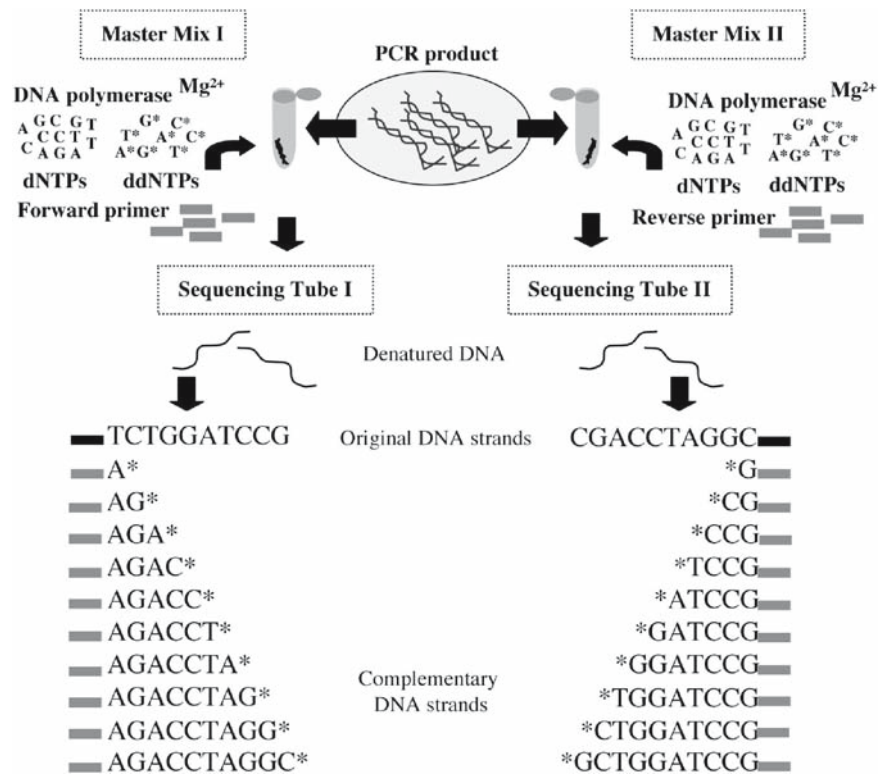 Master Mix I
Master Mix II
PCR product
DNA polymerase Mg2+
A G C G T
C C T T
C A G A
G* C*
T* A* C*
A* G* T*
dNTPs ddNTPs
Forward primer
DNA polymerase Mg2+
A G C G T
C C T T
C A G A
G* C*
T* A* C*
A* G* T*
dNTPs ddNTPs
Reverse primer
Sequencing Tube I
Sequencing Tube II
Denatured DNA
TCTGGATCCG
Original DNA strands
CGACCTAGGC
A*
*G
AG*
*CG
AGA*
*CCG
AGAC*
*TCCG
AGACC*
*ATCCG
AGACCT*
*GATCCG
AGACCTA*
*GGATCCG
Complementary
DNA strands
AGACCTAG*
*TGGATCCG
AGACCTAGG*
*CTGGATCCG
AGACCTAGGC*
*GCTGGATCCG